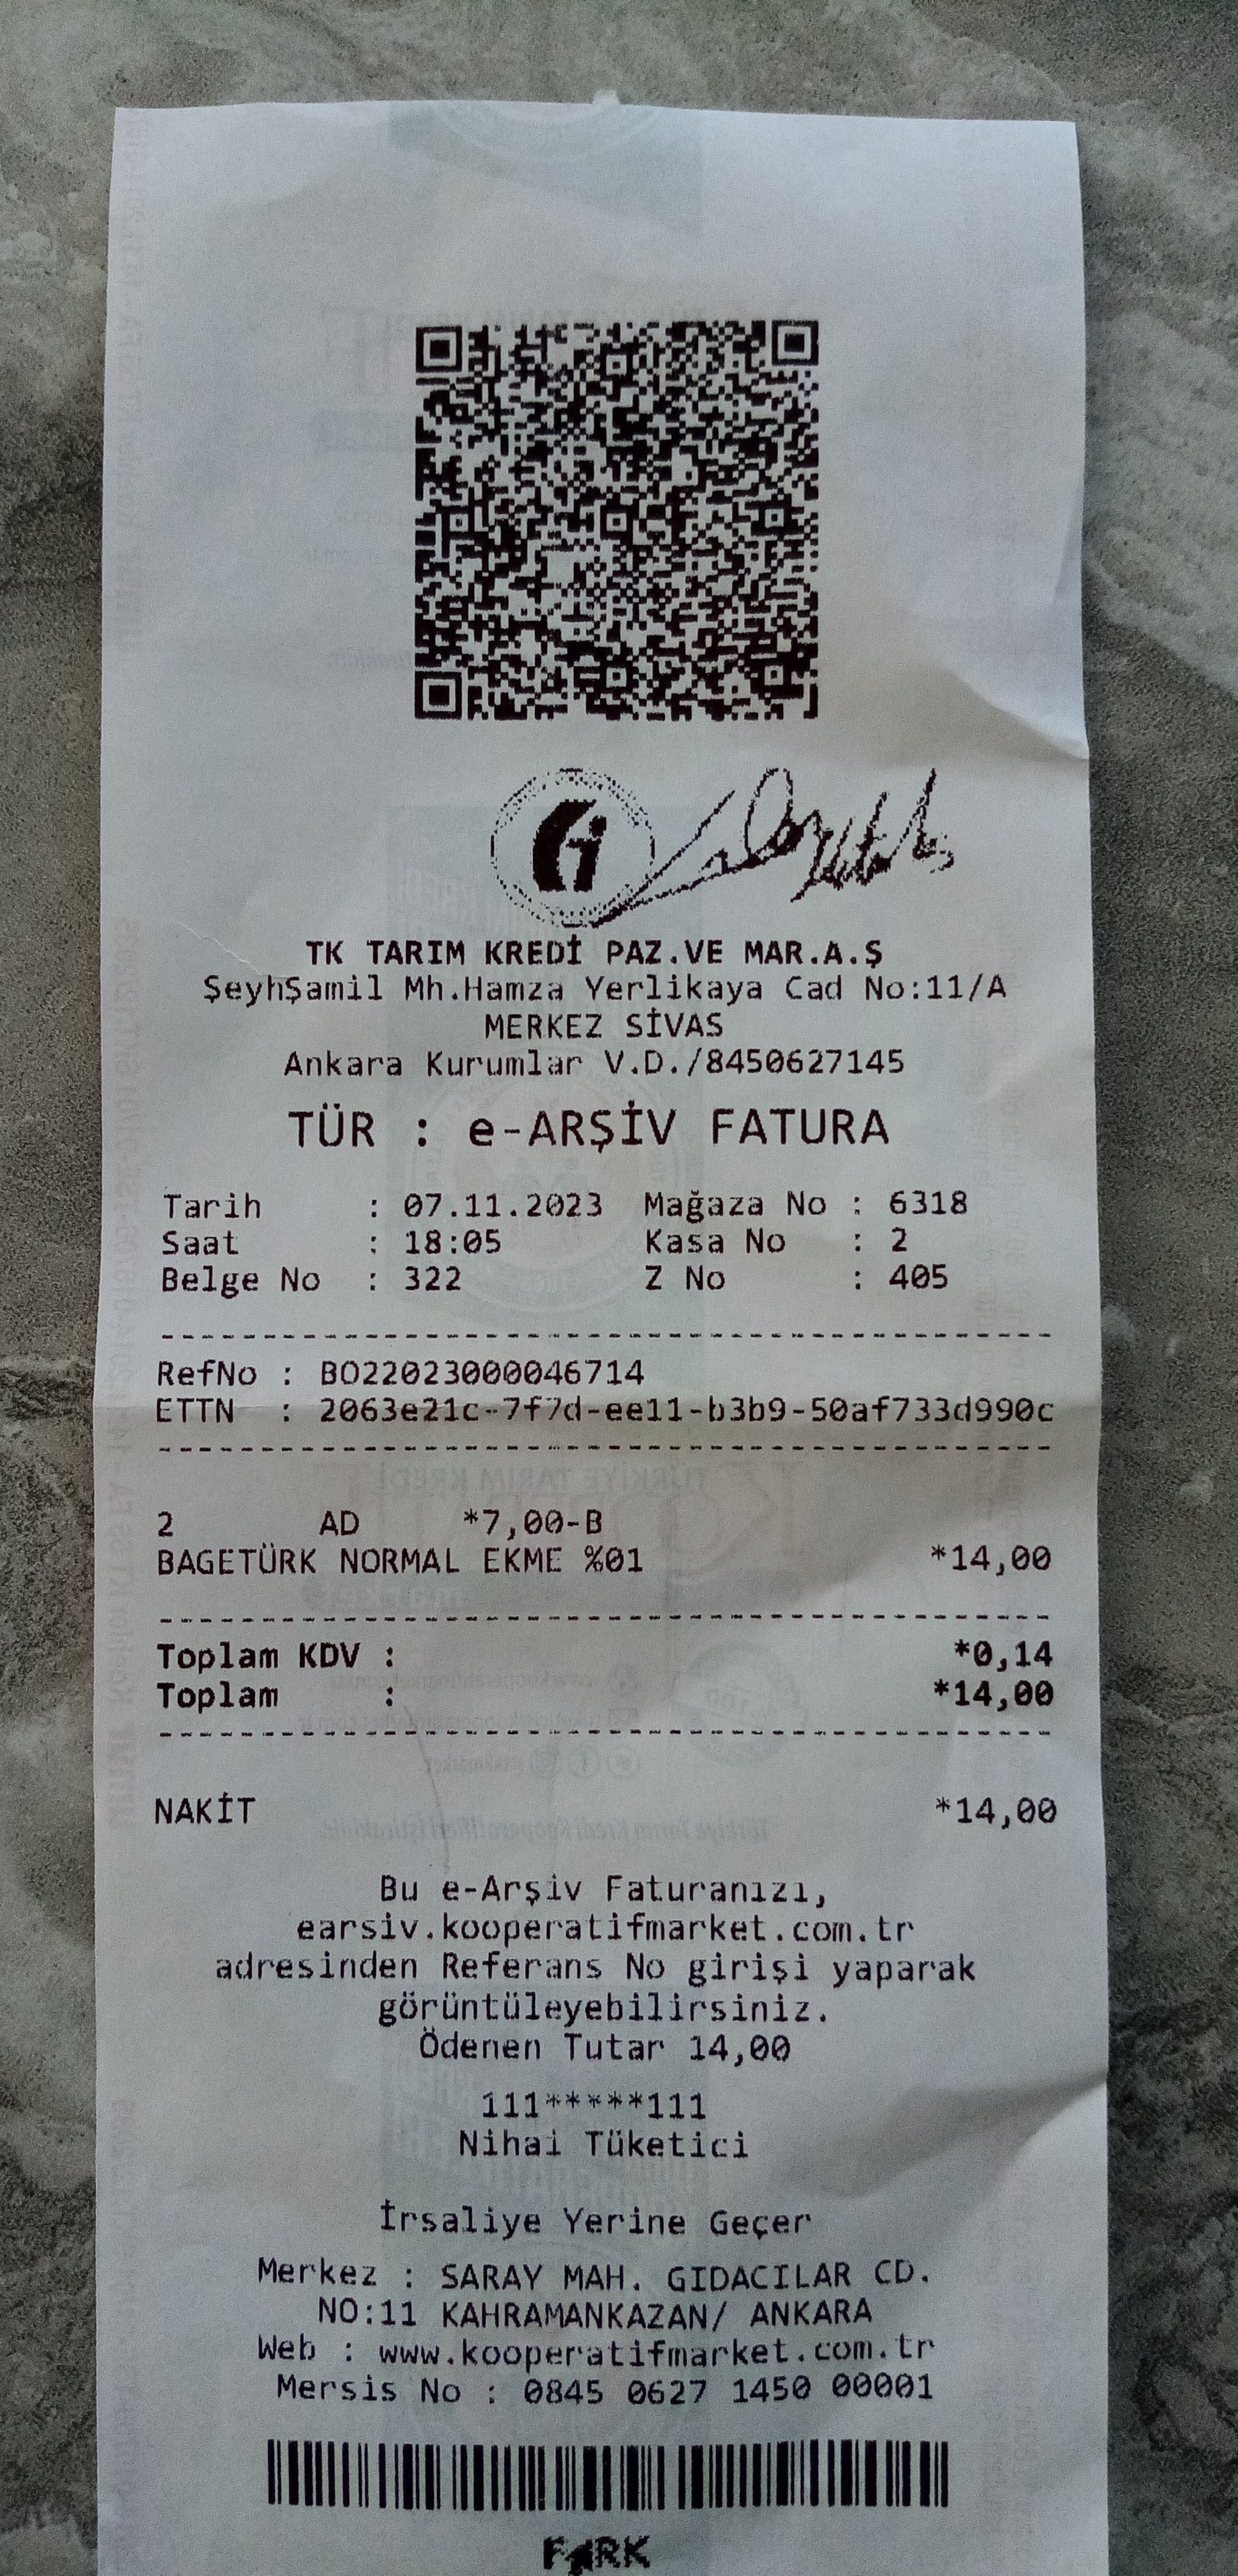 TK TARIM KREDİ PAZ.VE MAR.A.Ş
ŞeyhŞamil Mh.Hamza Yerlikaya Cad No:11/A
MERKEZ SİVAS
Ankara Kurumlar V.D./8450627145
TÜR : e-ARŞİV FATURA
Tarih : 07.11.2023 Mağaza No : 6318
Saat : 18:05 Kasa No : 2
Belge No : 322 Z No : 405
RefNo : BO22023000046714
ETTN : 2063e21c-7f7d-ee11-b3b9-50af733d990c
2 AD *7,00-B
BAGETÜRK NORMAL EKME %01 *14,00
Toplam KDV : *0,14
Toplam : *14,00
NAKİT *14,00
Bu e-Arşiv Faturanızı,
earsiv.kooperatifmarket.com.tr
adresinden Referans No girişi yaparak
görüntüleyebilirsiniz.
Ödenen Tutar 14,00
111*****111
Nihai Tüketici
İrsaliye Yerine Geçer
Merkez : SARAY MAH. GIDACILAR CD.
NO:11 KAHRAMANKAZAN/ ANKARA
Web : www.kooperatifmarket.com.tr
Mersis No : 0845 0627 1450 00001